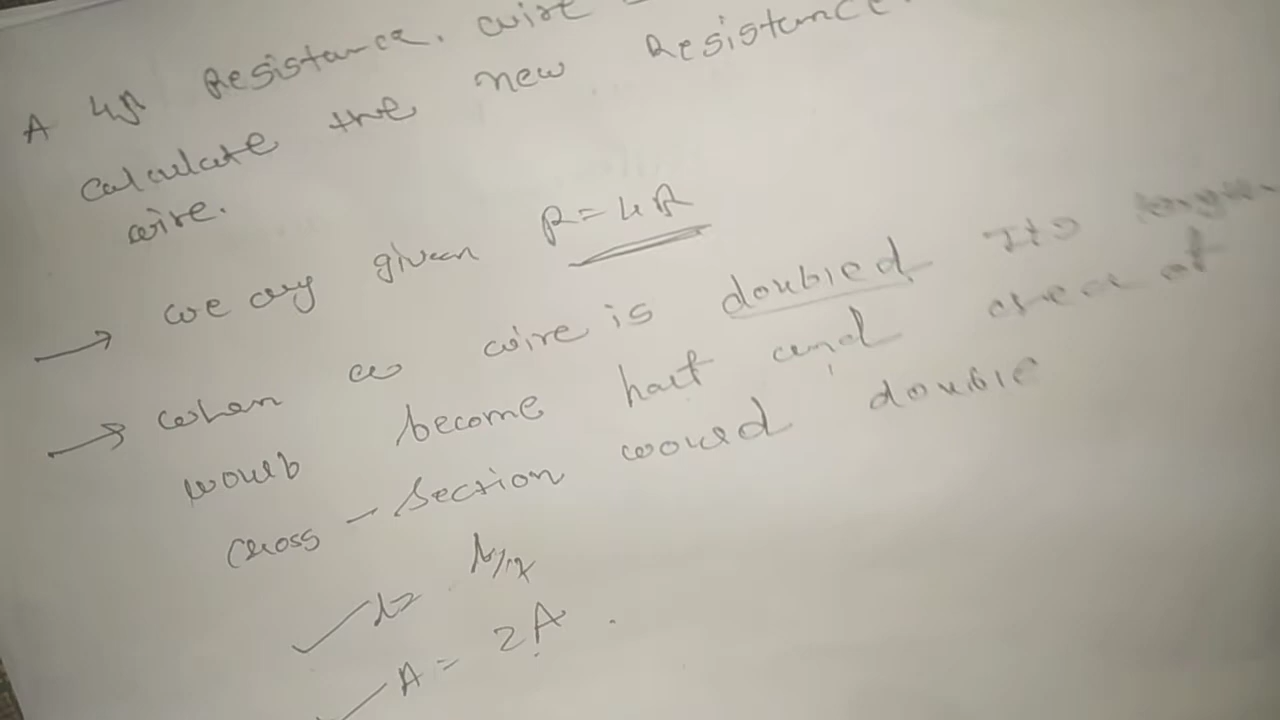 A 4Ω Resistance. wire
Calculate the new Resistance.
wire.
→ we are given R = 4Ω
→ when a wire is doubled Its length
would become half and area of
cross - section would double
l = l/2
A = 2A .